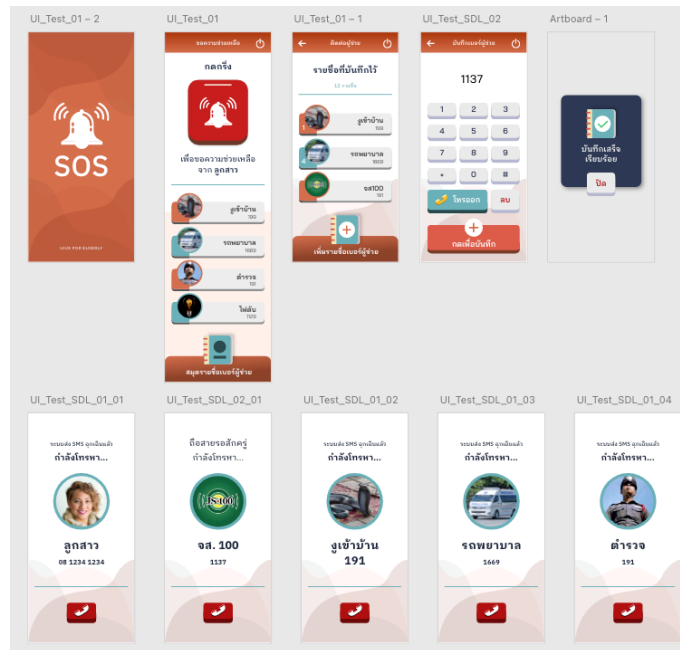 UI_Test_01 – 2
UI_Test_01
UI_Test_01 – 1
UI_Test_SDL_02
Artboard – 1
SOS
ขอความช่วยเหลือ
กดกริ่ง
เพื่อขอความช่วยเหลือ
จาก ลูกสาว
งูเข้าบ้าน
รถพยาบาล
ตำรวจ
191
ไฟดับ
สมุดรายชื่อเบอร์ผู้ช่วย
ติดต่อผู้ช่วย
รายชื่อที่บันทึกไว้
1
งูเข้าบ้าน
4
รถพยาบาล
จส100
เพิ่มรายชื่อเบอร์ผู้ช่วย
บันทึกเบอร์ผู้ช่วย
1137
1 2 3
4 5 6
7 8 9
0 #
โทรออก ลบ
กดเพื่อบันทึก
บันทึกเสร็จ
เรียบร้อย
ปิด
UI_Test_SDL_01_01
UI_Test_SDL_02_01
UI_Test_SDL_01_02
UI_Test_SDL_01_03
UI_Test_SDL_01_04
ระบบส่ง SMS ฉุกเฉินแล้ว
กำลังโทรหา...
ลูกสาว
08 1234 1234
ถือสายรอสักครู่
กำลังโทรหา...
JS100
จส. 100
1137
ระบบส่ง SMS ฉุกเฉินแล้ว
กำลังโทรหา...
งูเข้าบ้าน
191
ระบบส่ง SMS ฉุกเฉินแล้ว
กำลังโทรหา...
รถพยาบาล
1669
ระบบส่ง SMS ฉุกเฉินแล้ว
กำลังโทรหา...
ตำรวจ
191